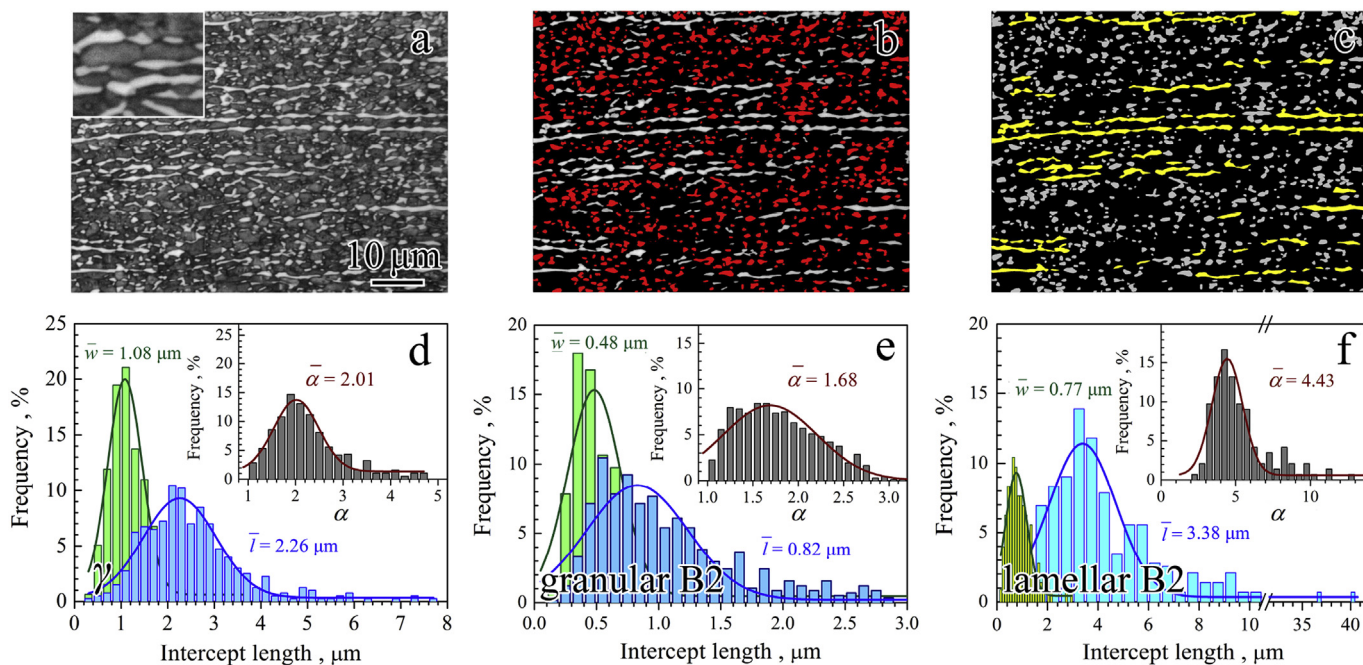 a
10 μm
b
c
25
20
15
10
5
0
0 1 2 3 4 5 6 7 8
Frequency , %
Intercept length , μm
w̄ = 1.08 μm
l̄ = 2.26 μm
d
γ
25
20
15
10
5
0
1 2 3 4 5
Frequency , %
α
ᾱ = 2.01
20
15
10
5
0
0.0 0.5 1.0 1.5 2.0 2.5 3.0
Frequency , %
Intercept length , μm
w̄ = 0.48 μm
l̄ = 0.82 μm
e
granular B2
15
10
5
0
1.0 1.5 2.0 2.5 3.0
Frequency, %
α
ᾱ = 1.68
20
15
10
5
0
0 2 4 6 8 10 35 40
Frequency , %
Intercept length , μm
w̄ = 0.77 μm
l̄ = 3.38 μm
f
lamellar B2
20
15
10
5
0
0 5 10
Frequency , %
α
ᾱ = 4.43